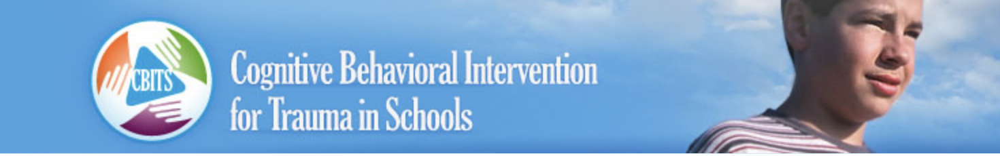 CBITS
Cognitive Behavioral Intervention
for Trauma in Schools